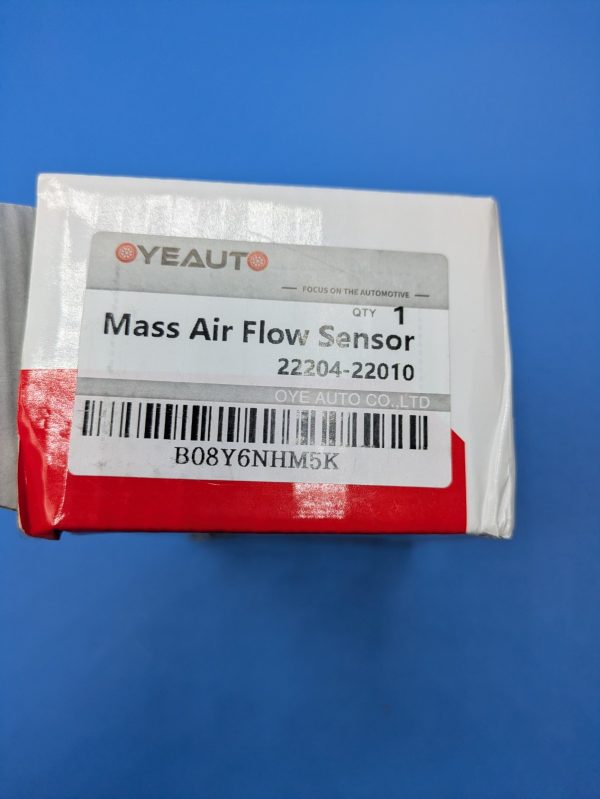 OYEAUTO
FOCUS ON THE AUTOMOTIVE
QTY 1
Mass Air Flow Sensor
22204-22010
OYE AUTO CO.,LTD
B08Y6NHM5K